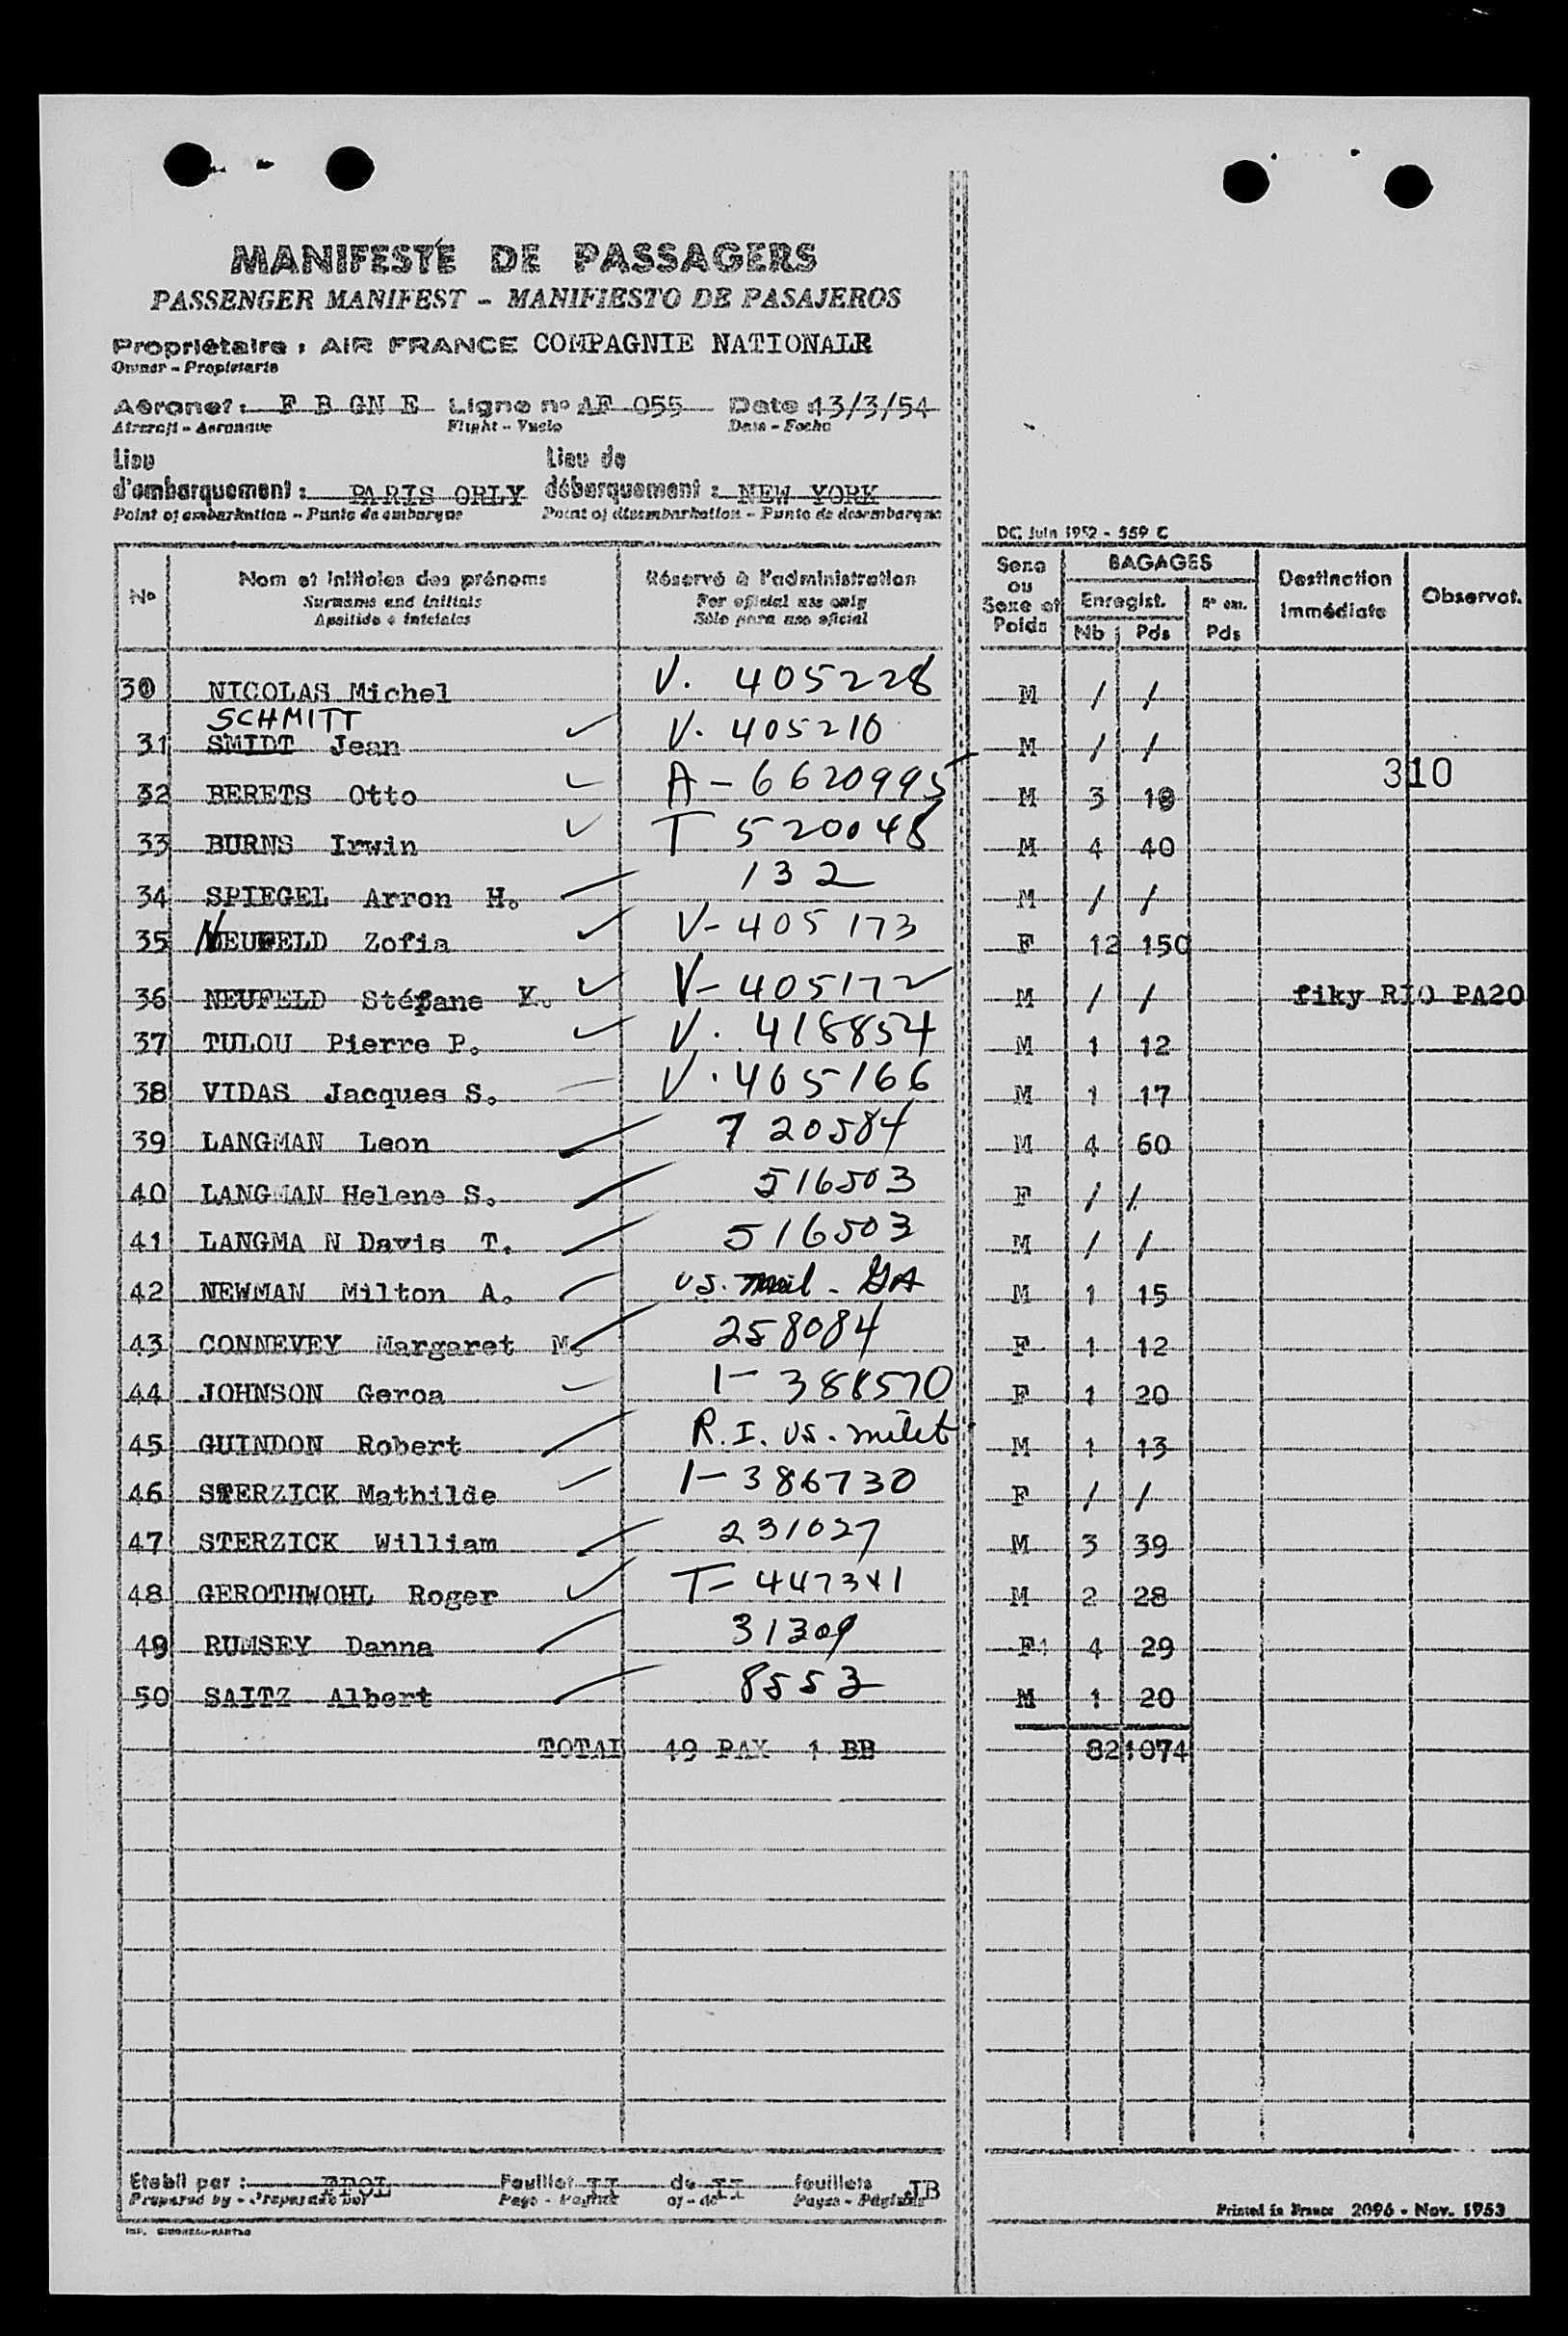 MANIFESTE DE PASSAGERS
PASSENGER MANIFEST - MANIFIESTO DE PASAJEROS
Propriétaire : AIR FRANCE COMPAGNIE NATIONALE
Owner - Propietario
Aéronef : F B GN E Ligne nº AF 055 Date : 13/3/54
Aircraft - Aeronave Flight - Vuelo Date - Fecha
Lieu d'embarquement : PARIS ORLY Lieu de débarquement : NEW YORK
Point of embarkation - Punto de embarque Point of disembarkation - Punto de desembarque
DC. Juin 1952 - 559 C
Nº Nom et initiales des prénoms Réservé à l'administration Sexe ou Sexe et Poids BAGAGES Destination immédiate Observat.
Surname and initials For official use only Enregist. Nº enr.
Apellido e iniciales Sólo para uso oficial Nb Pds Pds
30 NICOLAS Michel V. 405228 M / /
SCHMITT
31 SMIDT Jean V. 405210 M / /
310
32 BERETS Otto A-6620995 M 3 18
33 BURNS Irwin T 520048 M 4 40
34 SPIEGEL Arron H. 132 M / /
35 NEUFELD Zofia V-405173 F 12 150
36 NEUFELD Stéfane K. V-405172 M / / fiky RIO PA20
37 TULOU Pierre P. V. 418854 M 1 12
38 VIDAS Jacques S. V. 405166 M 1 17
39 LANGMAN Leon 720584 M 4 60
40 LANGMAN Helene S. 516503 F / /
41 LANGMA N Davis T. 516503 M / /
42 NEWMAN Milton A. US. M 1 15
43 CONNEVEY Margaret M. 258084 F 1 12
44 JOHNSON Geroa 1-388570 F 1 20
45 GUINDON Robert R.I. US. milit M 1 13
46 STERZICK Mathilde 1-386730 F / /
47 STERZICK William 231027 M 3 39
48 GEROTHWOHL Roger T-447341 M 2 28
49 RUMSEY Danna 31309 F 4 29
50 SAITZ Albert 8553 M 1 20
TOTAL 49 PAX 1 BB 82 1074
Etabli par : Feuillet II de II feuillets JB
Prepared by - Preparado por Page - Página of - de Pages - Páginas
Printed in France 2096 - Nov. 1953